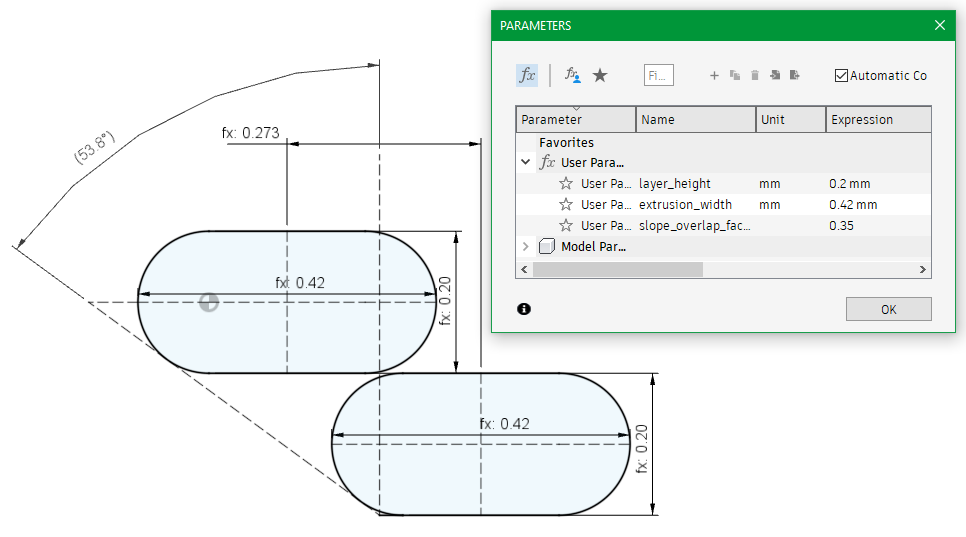 PARAMETERS
fx
fx
Fi...
Automatic Co
Parameter Name Unit Expression
Favorites
fx User Para...
User Pa... layer_height mm 0.2 mm
User Pa... extrusion_width mm 0.42 mm
User Pa... slope_overlap_fac... 0.35
Model Par...
OK
(53.8°)
fx: 0.273
fx: 0.42
fx: 0.20
fx: 0.42
fx: 0.20